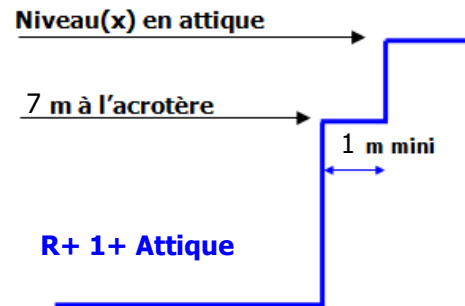 Niveau(x) en attique
7 m à l'acrotère
1 m mini
R+ 1+ Attique